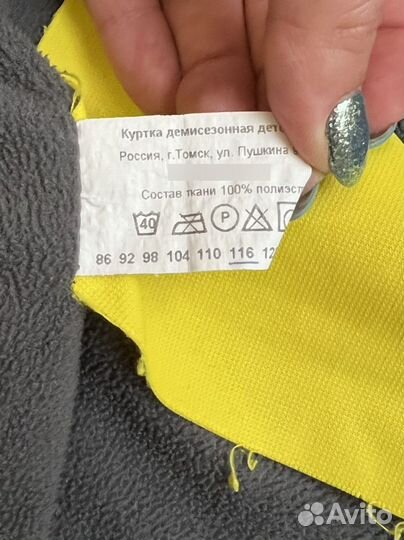 Куртка демисезонная дет
Россия, г.Томск, ул. Пушкина
Состав ткани 100% полиэс
40 P
86 92 98 104 110 116 12
Avito